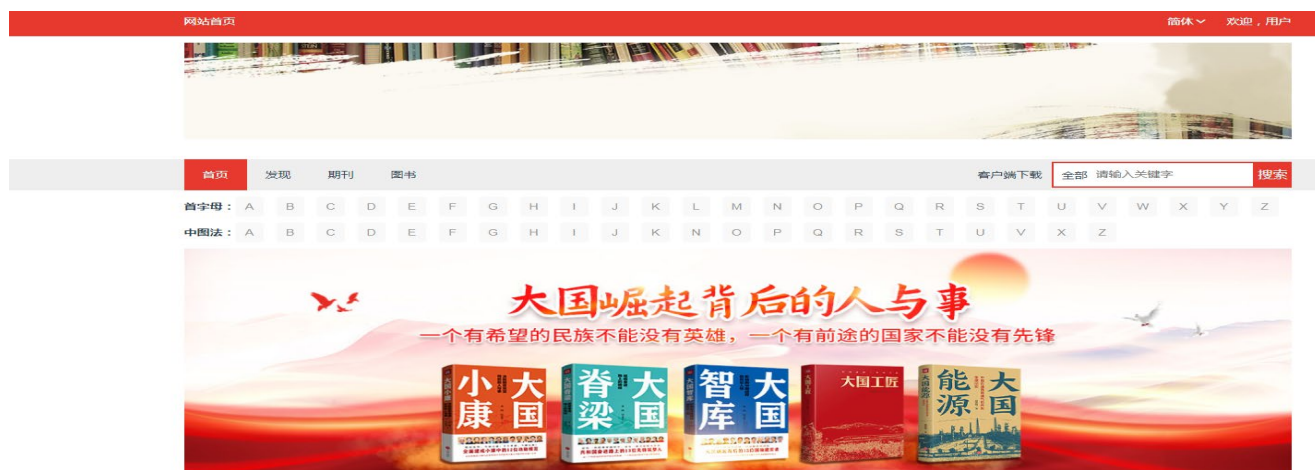 网站首页 简体 欢迎，用户
首页 发现 期刊 图书 客户端下载 全部 请输入关键字 搜索
首字母： A B C D E F G H I J K L M N O P Q R S T U V W X Y Z
中图法： A B C D E F G H I J K N O P Q R S T U V X Z
大国崛起背后的人与事
一个有希望的民族不能没有英雄，一个有前途的国家不能没有先锋
大国小康
大国脊梁
大国智库
大国工匠
大国能源